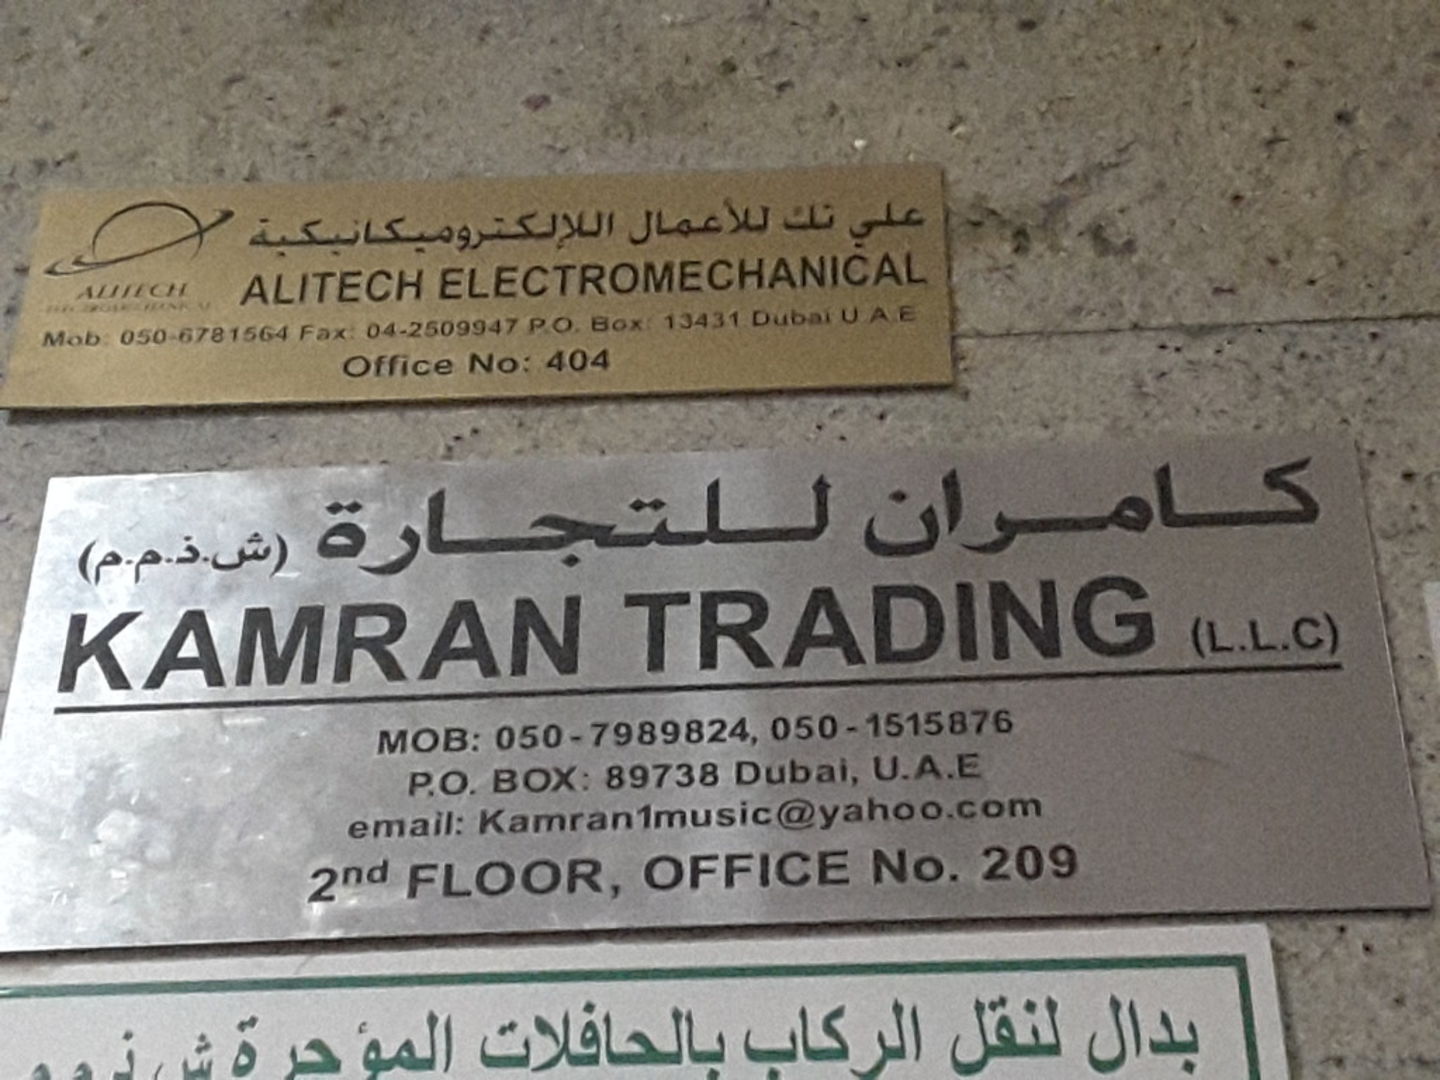 علي تك للأعمال اللإلكتروميكانيكية
ALITECH
ALITECH ELECTROMECHANICAL
Mob: 050-6781564 Fax: 04-2509947 P.O. Box: 13431 Dubai U.A.E
Office No: 404
كامران للتجارة (ش.ذ.م.م)
KAMRAN TRADING (L.L.C)
MOB: 050-7989824, 050-1515876
P.O. BOX: 89738 Dubai, U.A.E
email: Kamran1music@yahoo.com
2nd FLOOR, OFFICE No. 209
بدال لنقل الركاب بالحافلات المؤجرة ش ذ م م